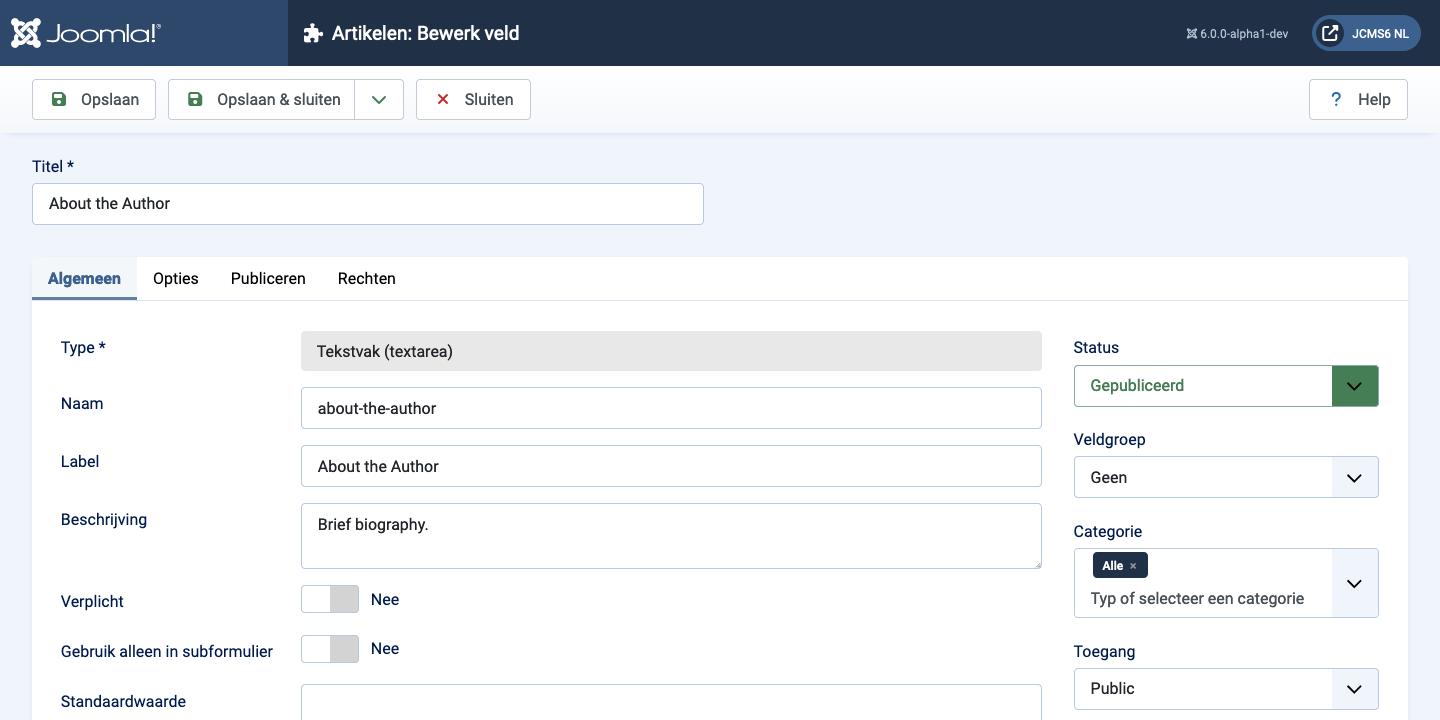 Joomla!®
Artikelen: Bewerk veld
6.0.0-alpha1-dev
JCMS6 NL
Opslaan
Opslaan & sluiten
Sluiten
? Help
Titel *
About the Author
Algemeen
Opties
Publiceren
Rechten
Type *
Tekstvak (textarea)
Naam
about-the-author
Label
About the Author
Beschrijving
Brief biography.
Verplicht
Nee
Gebruik alleen in subformulier
Nee
Standaardwaarde
Status
Gepubliceerd
Veldgroep
Geen
Categorie
Alle ×
Typ of selecteer een categorie
Toegang
Public